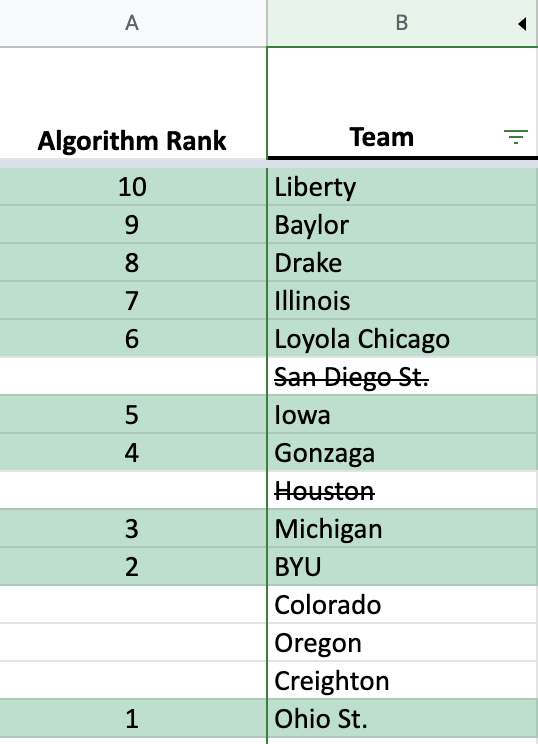 A B
Algorithm Rank Team
10 Liberty
9 Baylor
8 Drake
7 Illinois
6 Loyola Chicago
San Diego St.
5 Iowa
4 Gonzaga
Houston
3 Michigan
2 BYU
Colorado
Oregon
Creighton
1 Ohio St.